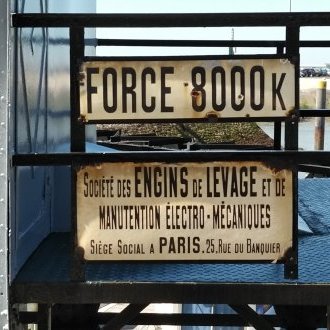 FORCE 8000K
SOCIÉTÉ DES ENGINS DE LEVAGE ET DE
MANUTENTION ÉLECTRO-MÉCANIQUES
SIÈGE SOCIAL A PARIS.25, RUE DU BANQUIER